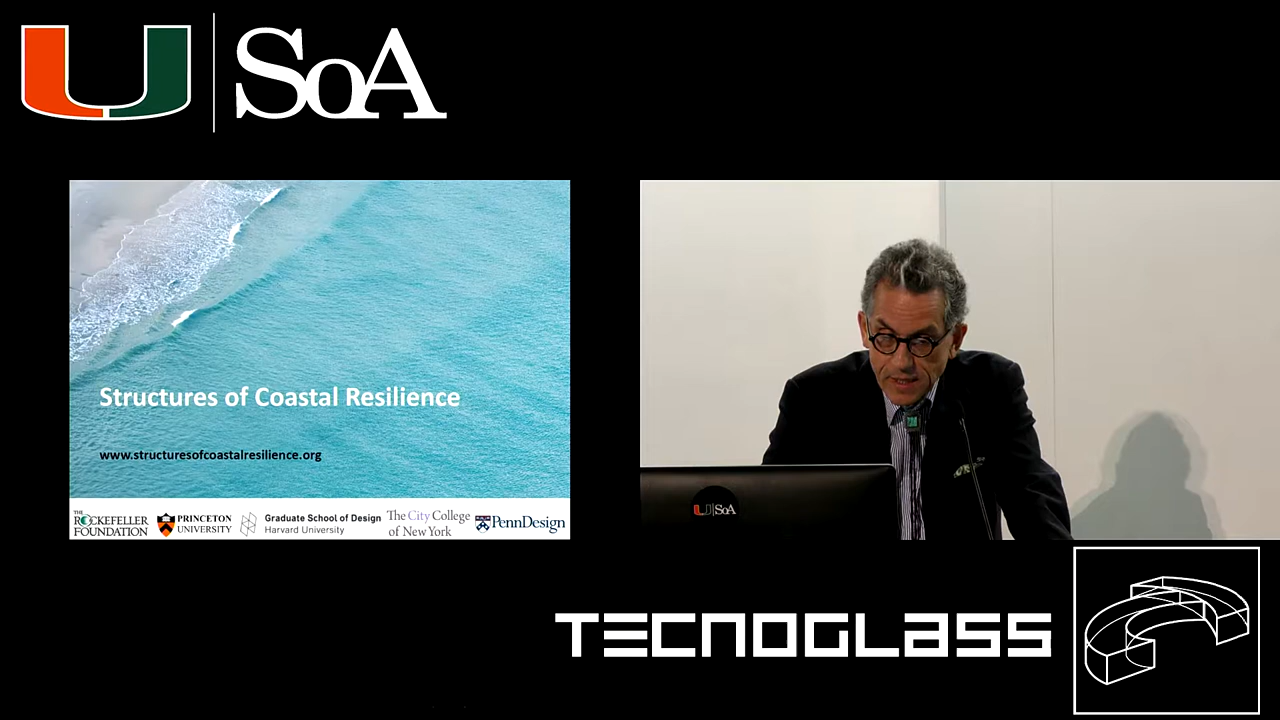 U SoA
Structures of Coastal Resilience
www.structuresofcoastalresilience.org
THE
ROCKEFELLER
FOUNDATION
PRINCETON
UNIVERSITY
Graduate School of Design
Harvard University
The City College
of New York
PennDesign
U SoA
TECNOGLASS